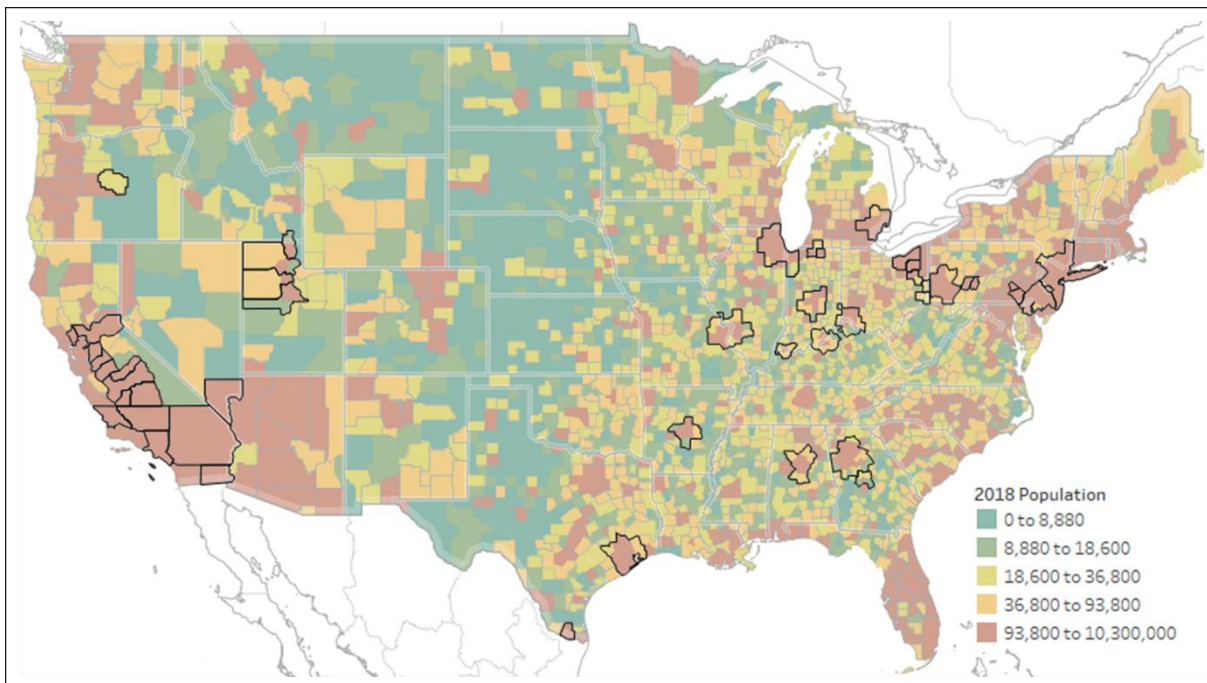 2018 Population
0 to 8,880
8,880 to 18,600
18,600 to 36,800
36,800 to 93,800
93,800 to 10,300,000